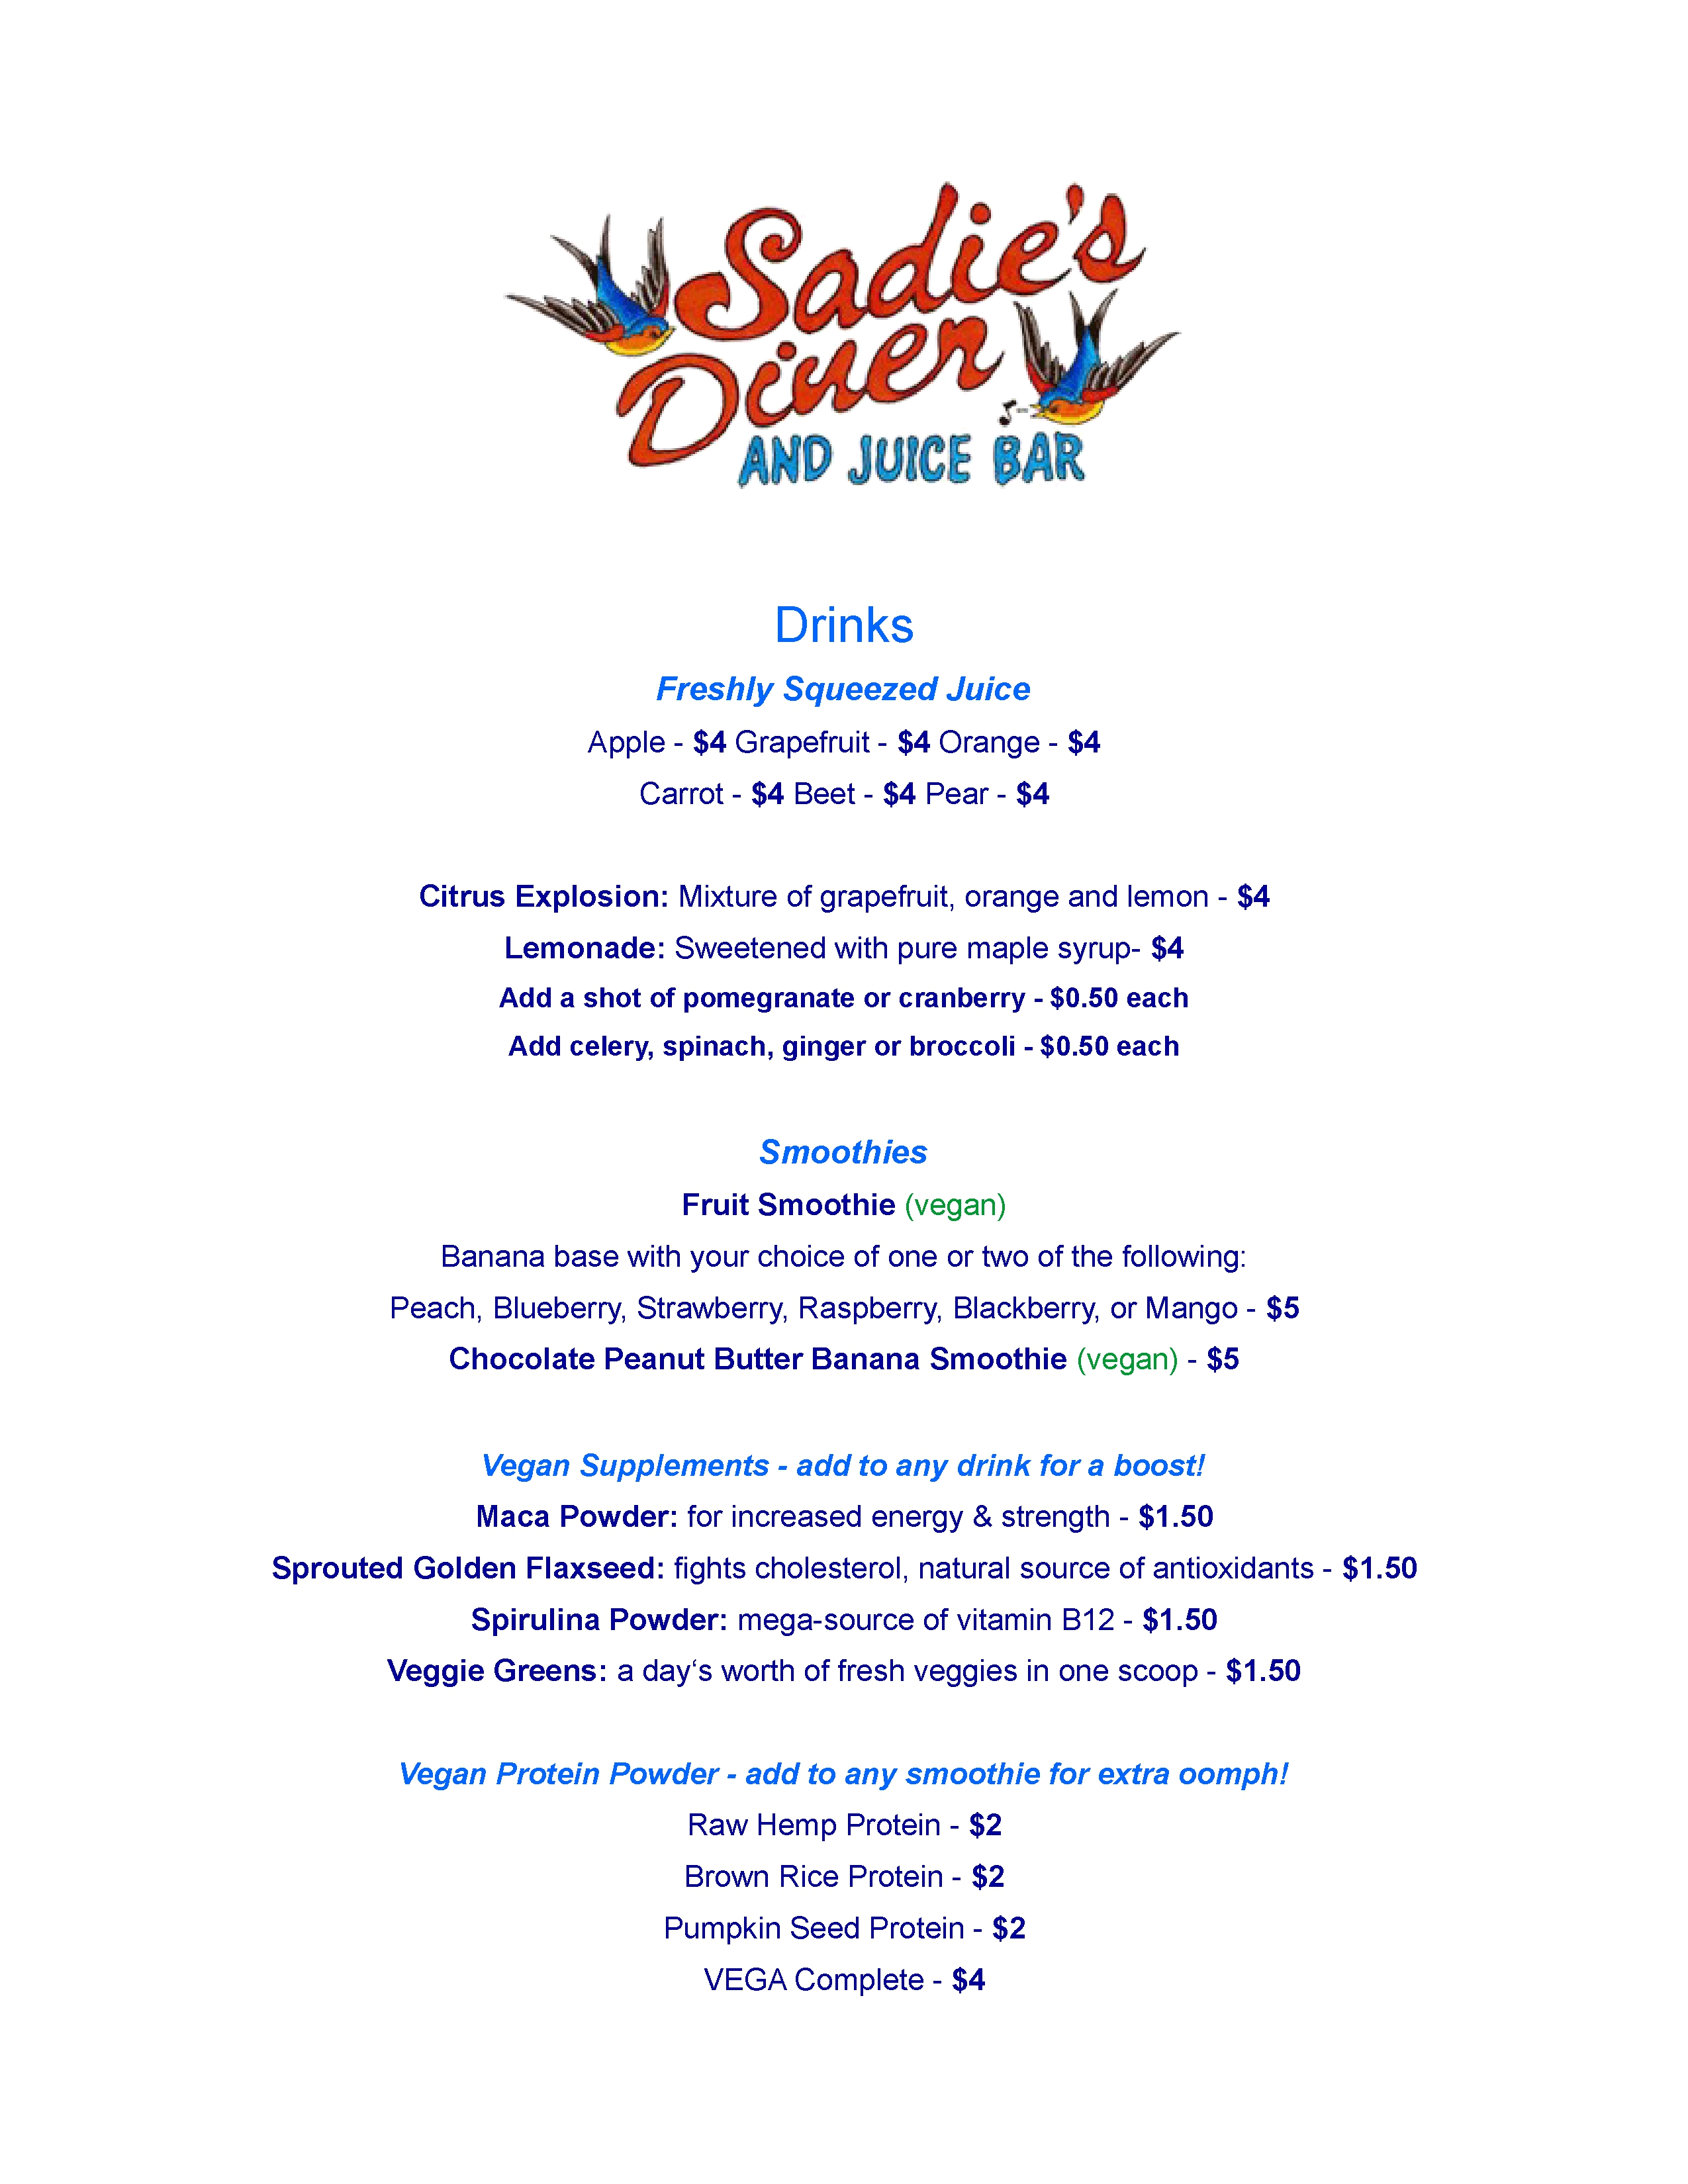 Sadie's
Diner
AND JUICE BAR
Drinks
Freshly Squeezed Juice
Apple - $4 Grapefruit - $4 Orange - $4
Carrot - $4 Beet - $4 Pear - $4
Citrus Explosion: Mixture of grapefruit, orange and lemon - $4
Lemonade: Sweetened with pure maple syrup- $4
Add a shot of pomegranate or cranberry - $0.50 each
Add celery, spinach, ginger or broccoli - $0.50 each
Smoothies
Fruit Smoothie (vegan)
Banana base with your choice of one or two of the following:
Peach, Blueberry, Strawberry, Raspberry, Blackberry, or Mango - $5
Chocolate Peanut Butter Banana Smoothie (vegan) - $5
Vegan Supplements - add to any drink for a boost!
Maca Powder: for increased energy & strength - $1.50
Sprouted Golden Flaxseed: fights cholesterol, natural source of antioxidants - $1.50
Spirulina Powder: mega-source of vitamin B12 - $1.50
Veggie Greens: a day‘s worth of fresh veggies in one scoop - $1.50
Vegan Protein Powder - add to any smoothie for extra oomph!
Raw Hemp Protein - $2
Brown Rice Protein - $2
Pumpkin Seed Protein - $2
VEGA Complete - $4